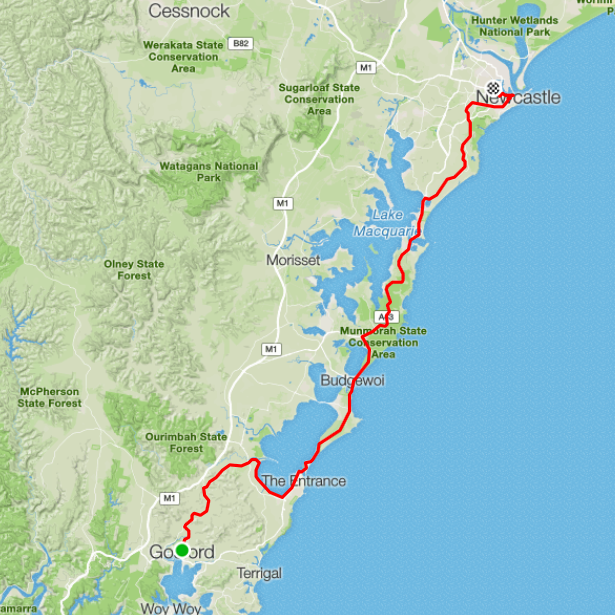 Cessnock
Hunter Wetlands
National Park
Werakata State
Conservation
Area
B82
M1
Sugarloaf State
Conservation
Area
Newcastle
Watagans National
Park
M1
Lake
Macquarie
Olney State
Forest
Morisset
A43
Munmorah State
Conservation
Area
M1
Budgewoi
McPherson
State Forest
Ourimbah State
Forest
The Entrance
M1
Gosford
Terrigal
Woy Woy
amarra